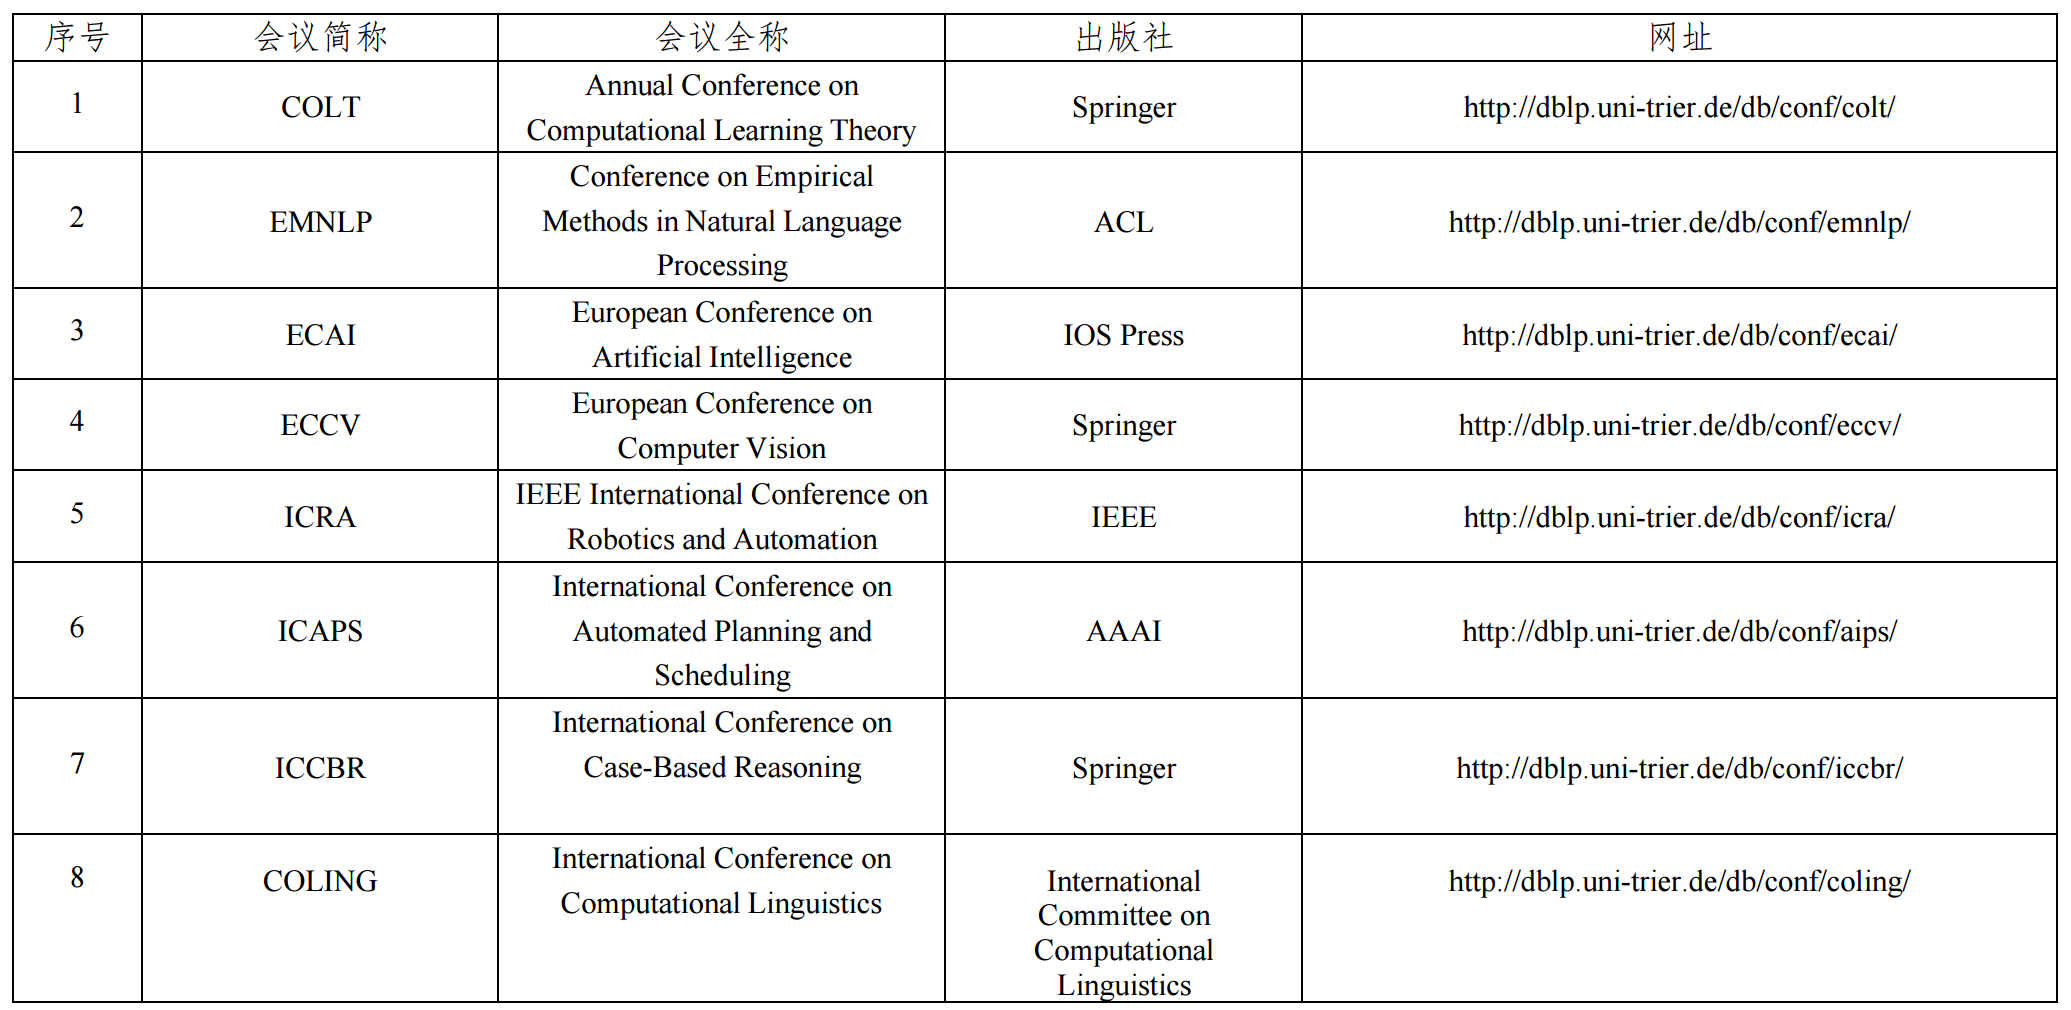 序号 会议简称 会议全称 出版社 网址
1 COLT Annual Conference on Computational Learning Theory Springer http://dblp.uni-trier.de/db/conf/colt/
2 EMNLP Conference on Empirical Methods in Natural Language Processing ACL http://dblp.uni-trier.de/db/conf/emnlp/
3 ECAI European Conference on Artificial Intelligence IOS Press http://dblp.uni-trier.de/db/conf/ecai/
4 ECCV European Conference on Computer Vision Springer http://dblp.uni-trier.de/db/conf/eccv/
5 ICRA IEEE International Conference on Robotics and Automation IEEE http://dblp.uni-trier.de/db/conf/icra/
6 ICAPS International Conference on Automated Planning and Scheduling AAAI http://dblp.uni-trier.de/db/conf/aips/
7 ICCBR International Conference on Case-Based Reasoning Springer http://dblp.uni-trier.de/db/conf/iccbr/
8 COLING International Conference on Computational Linguistics International Committee on Computational Linguistics http://dblp.uni-trier.de/db/conf/coling/